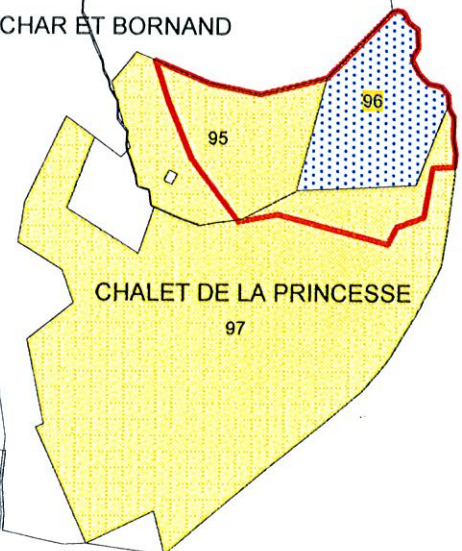 CHAR ET BORNAND
96
95
CHALET DE LA PRINCESSE
97